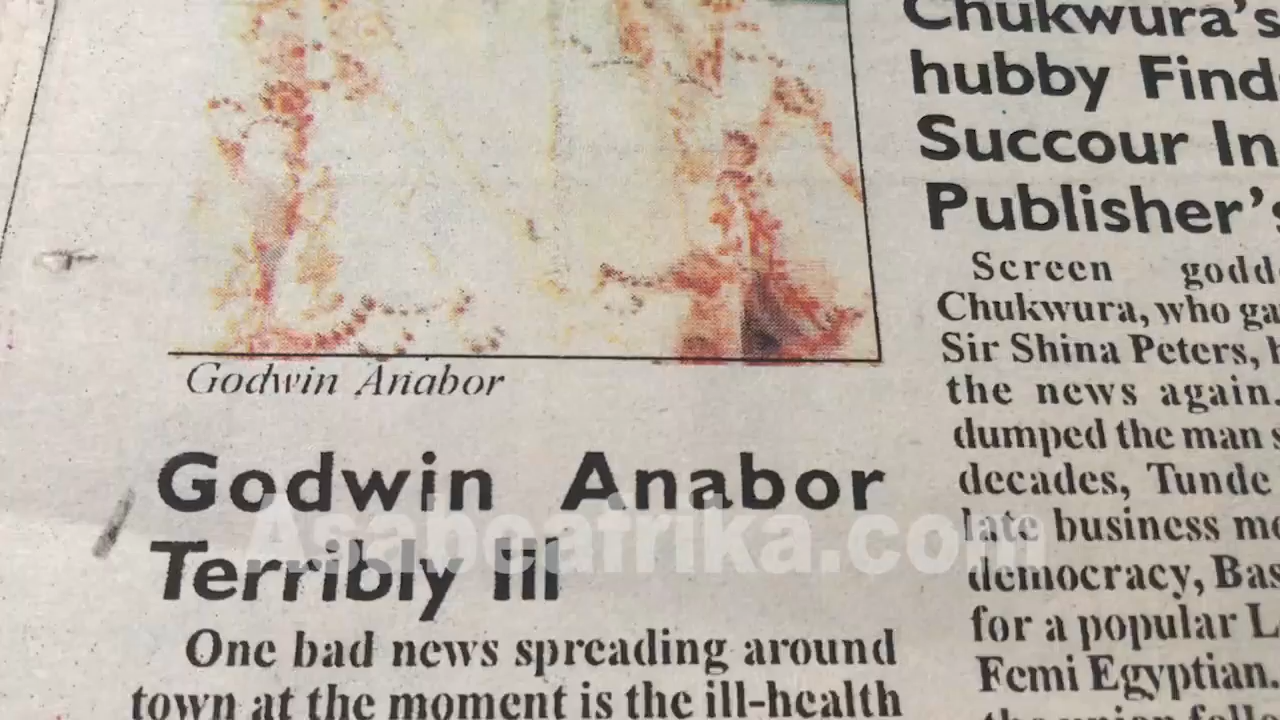 Godwin Anabor
Godwin Anabor
Terribly Ill
One bad news spreading around
town at the moment is the ill-health
Chukwura's
hubby Find
Succour In
Publisher's
Screen godd
Chukwura, who ga
Sir Shina Peters, h
the news again.
dumped the man s
decades, Tunde
late business mo
democracy, Bas
for a popular L
Femi Egyptian.
Asabeafrika.com